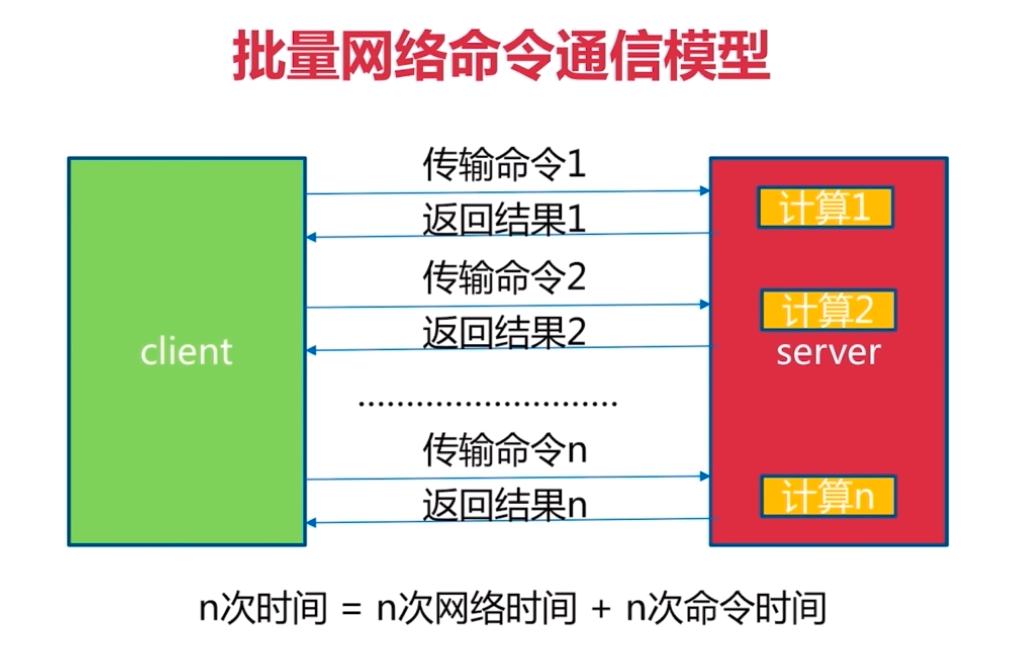 批量网络命令通信模型
传输命令1
计算1
返回结果1
传输命令2
计算2
返回结果2
client
server
...........................
传输命令n
计算n
返回结果n
n次时间 = n次网络时间 + n次命令时间